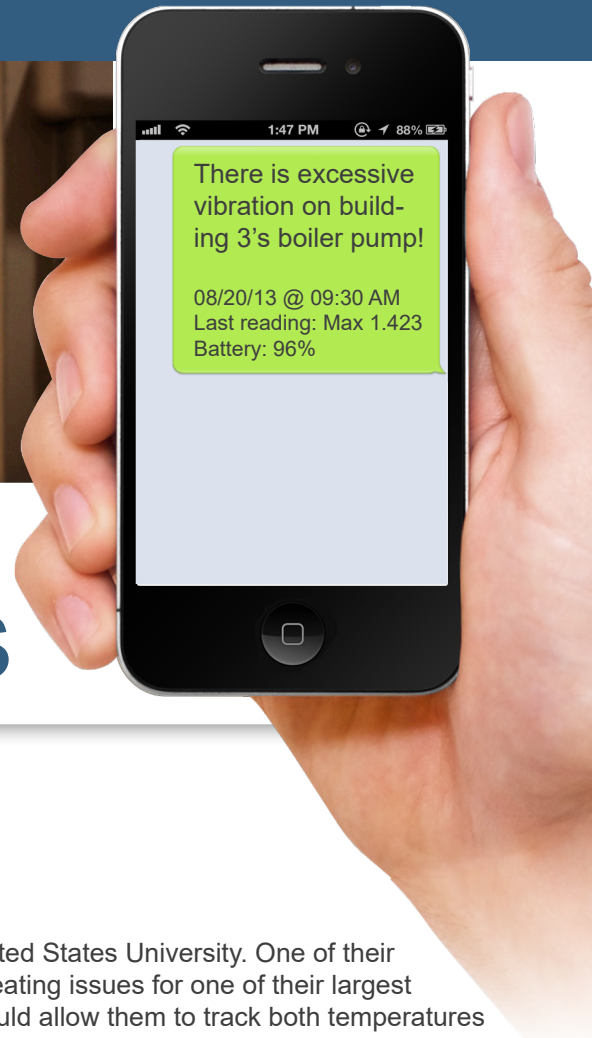 1:47 PM 88%
There is excessive
vibration on build-
ing 3’s boiler pump!
08/20/13 @ 09:30 AM
Last reading: Max 1.423
Battery: 96%
s
ted States University. One of their
eating issues for one of their largest
uld allow them to track both temperatures